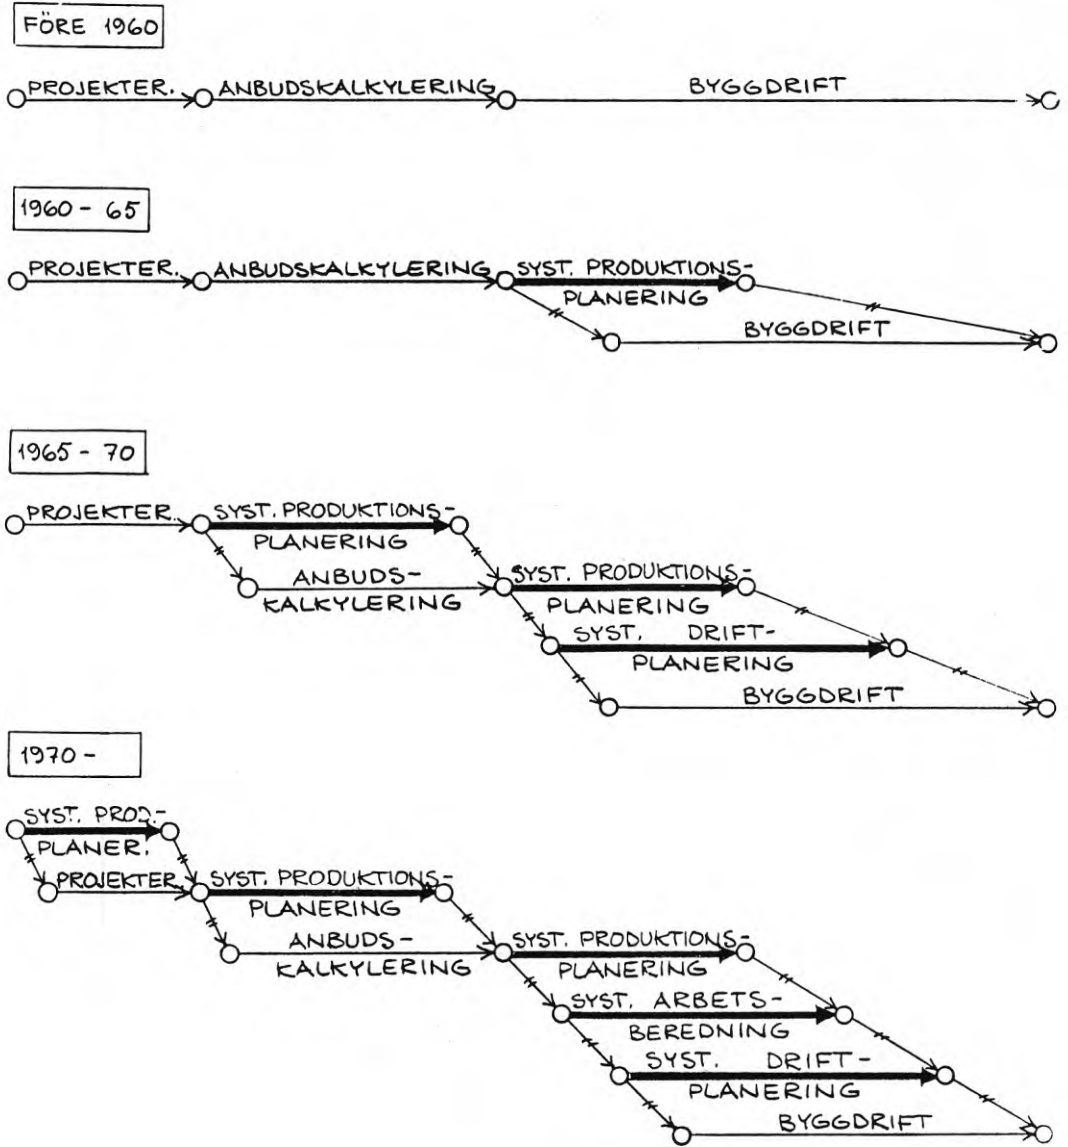 FÖRE 1960
PROJEKTER. ANBUDSKALKYLERING BYGGDRIFT
1960 - 65
PROJEKTER. ANBUDSKALKYLERING SYST. PRODUKTIONS-
PLANERING
BYGGDRIFT
1965 - 70
PROJEKTER. SYST. PRODUKTIONS-
PLANERING
ANBUDS-
KALKYLERING
SYST. PRODUKTIONS-
PLANERING
SYST. DRIFT-
PLANERING
BYGGDRIFT
1970 -
SYST. PROD.-
PLANER.
PROJEKTER. SYST. PRODUKTIONS-
PLANERING
ANBUDS-
KALKYLERING
SYST. PRODUKTIONS-
PLANERING
SYST. ARBETS-
BEREDNING
SYST. DRIFT-
PLANERING
BYGGDRIFT